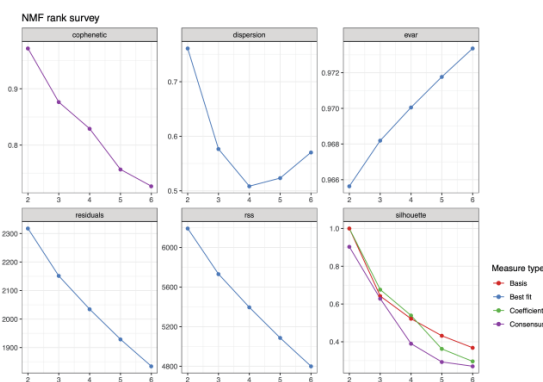 NMF rank survey
cophenetic
dispersion
evar
0.9
0.8
0.7
0.6
0.5
0.972
0.970
0.968
0.966
2 3 4 5 6
2 3 4 5 6
2 3 4 5 6
residuals
rss
silhouette
2300
2200
2100
2000
1900
6000
5600
5200
4800
1.0
0.8
0.6
0.4
2 3 4 5 6
2 3 4 5 6
2 3 4 5 6
Measure type
Basis
Best fit
Coefficient
Consensus